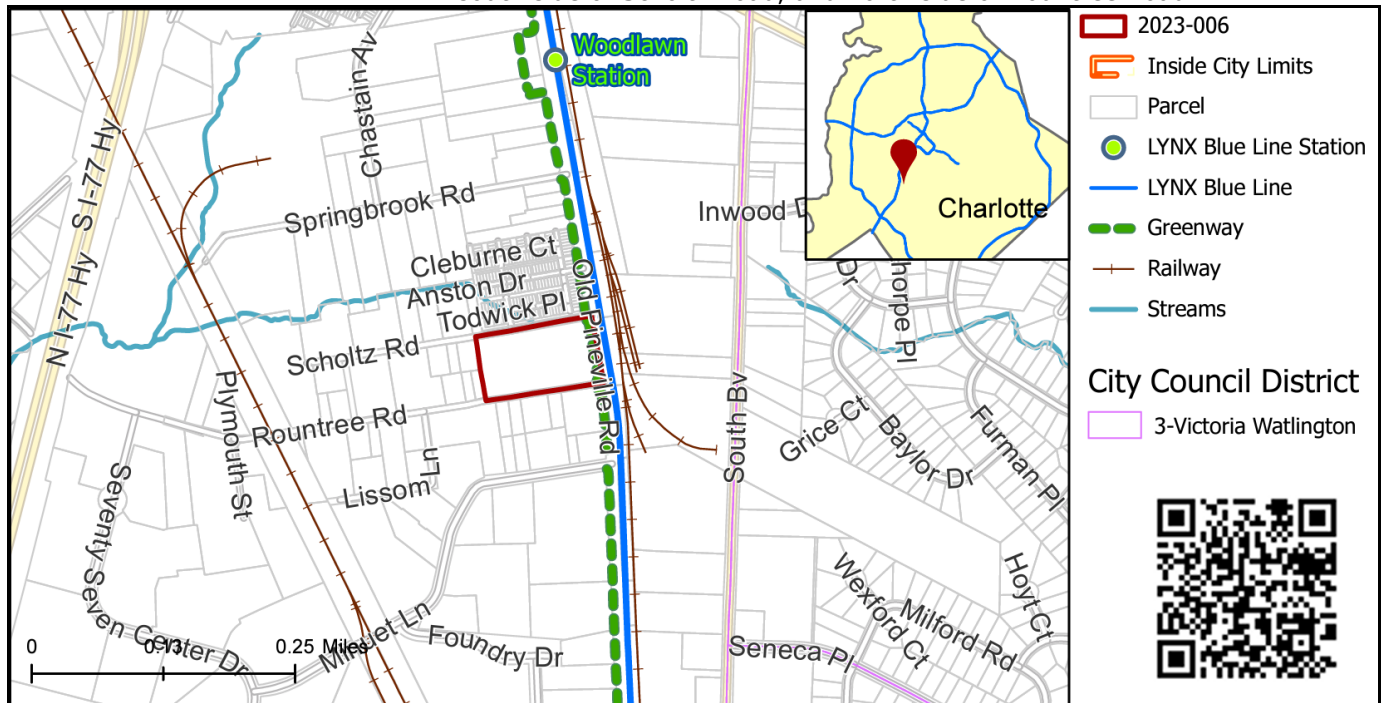 Woodlawn
Station
Chastain Av
N I-77 Hy S I-77 Hy
Springbrook Rd
Inwood D
Cleburne Ct
Anston Dr
Todwick Pl
Old Pineville Rd
Scholtz Rd
Plymouth St
Rountree Rd
Lissom Ln
Seventy Seven Center Dr
Miquet Ln
Foundry Dr
South Bv
Dr
horpe Pl
Grice Ct
Baylor Dr
Furman Pl
Wexford Ct
Milford Rd
Hoyt Ct
Seneca Pl
0 0.13 0.25 Miles
Charlotte
2023-006
Inside City Limits
Parcel
LYNX Blue Line Station
LYNX Blue Line
Greenway
Railway
Streams
City Council District
3-Victoria Watlington